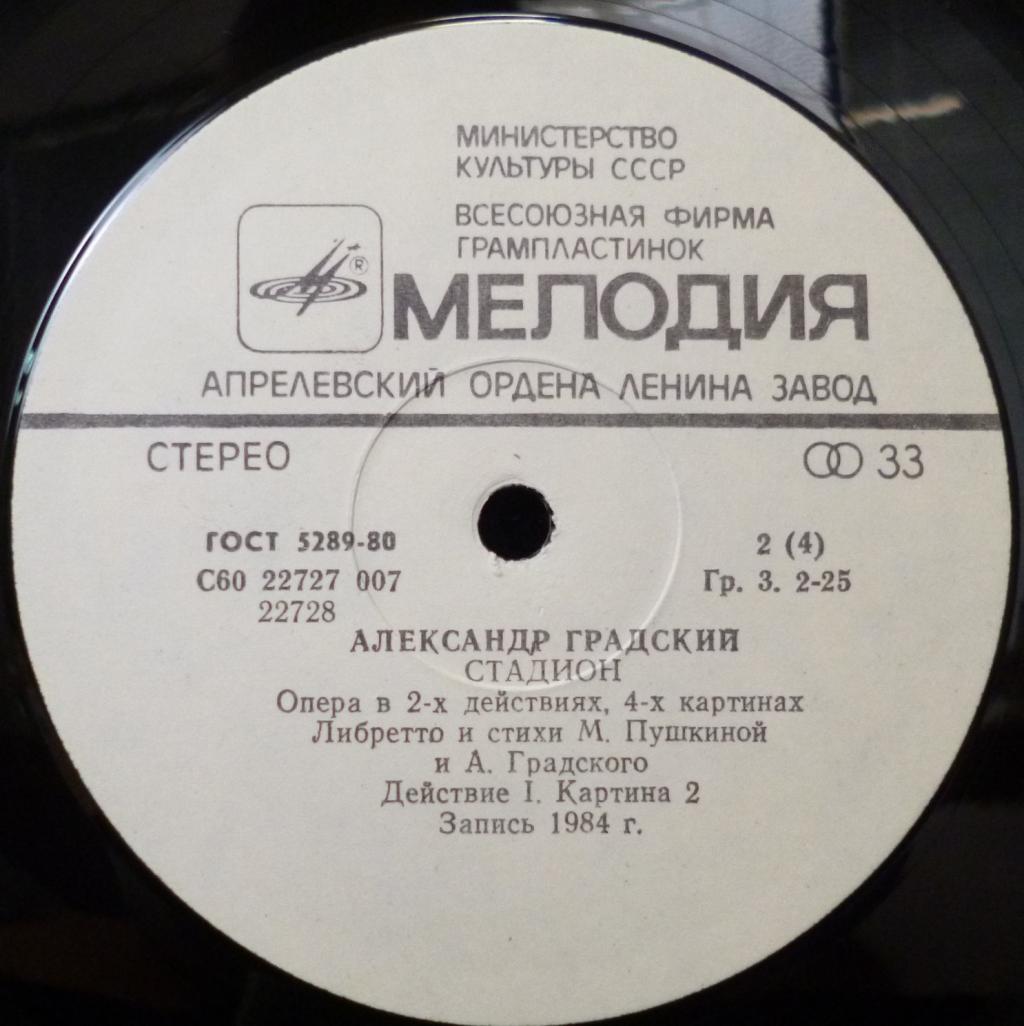 МИНИСТЕРСТВО
КУЛЬТУРЫ СССР
ВСЕСОЮЗНАЯ ФИРМА
ГРАМПЛАСТИНОК
®
МЕЛОДИЯ
АПРЕЛЕВСКИЙ ОРДЕНА ЛЕНИНА ЗАВОД
СТЕРЕО 33
ГОСТ 5289-80 2 (4)
С60 22727 007 Гр. 3. 2-25
22728
АЛЕКСАНДР ГРАДСКИЙ
СТАДИОН
Опера в 2-х действиях, 4-х картинах
Либретто и стихи М. Пушкиной
и А. Градского
Действие I. Картина 2
Запись 1984 г.